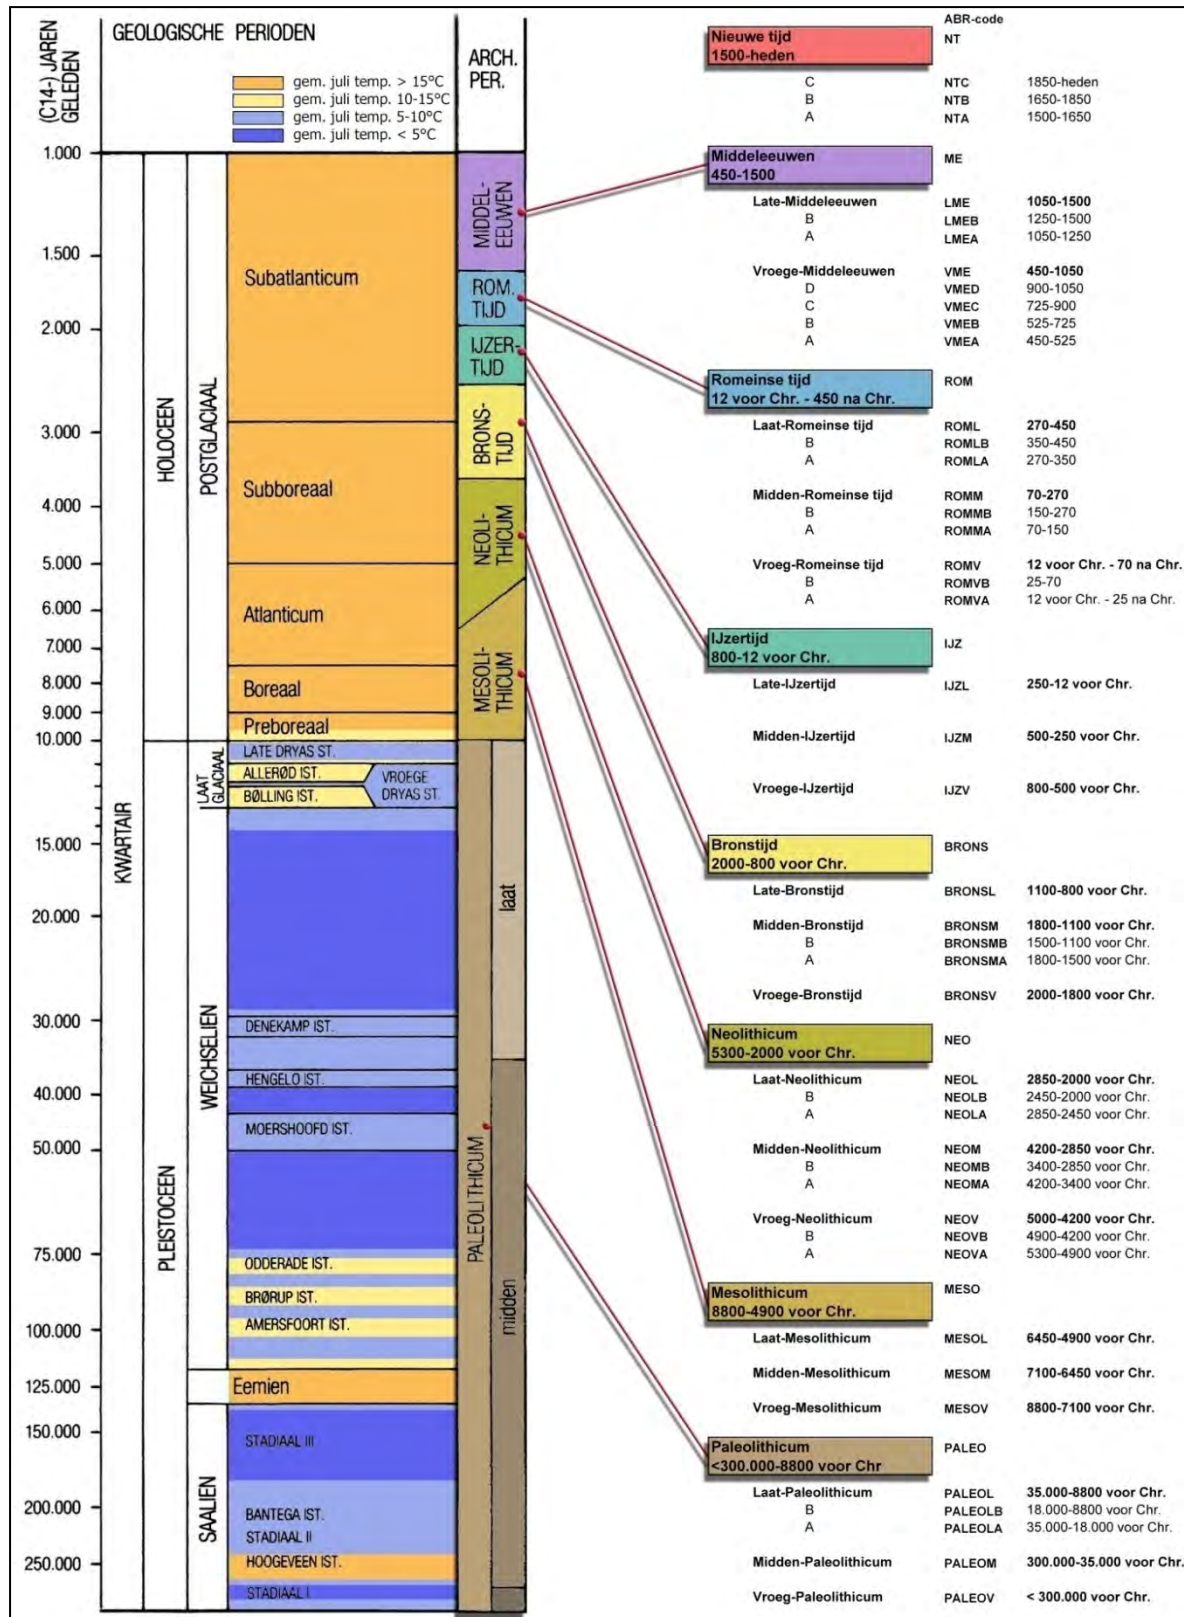 GEOLOGISCHE PERIODEN
(C14-) JAREN
GELEDEN
gem. juli temp. > 15°C
gem. juli temp. 10-15°C
gem. juli temp. 5-10°C
gem. juli temp. < 5°C
ARCH.
PER.
1.000
1.500
2.000
3.000
4.000
5.000
6.000
7.000
8.000
9.000
10.000
15.000
20.000
30.000
40.000
50.000
75.000
100.000
125.000
150.000
200.000
250.000
KWARTAIR
HOLOCEEN
PLEISTOCEEN
POSTGLACIAAL
LAAT
GLACIAAL
WEICHSELIEN
SAALIEN
Subatlanticum
Subboreaal
Atlanticum
Boreaal
Preboreaal
LATE DRYAS ST.
ALLERØD IST.
VROEGE
DRYAS ST.
BØLLING IST.
DENEKAMP IST.
HENGELO IST.
MOERSHOOFD IST.
ODDERADE IST.
BRØRUP IST.
AMERSFOORT IST.
Eemien
STADIAAL III
BANTEGA IST.
STADIAAL II
HOOGEVEEN IST.
STADIAAL I
MIDDEL-
EEUWEN
ROM.
TIJD
IJZER-
TIJD
BRONS-
TIJD
NEOLI-
THICUM
MESOLI-
THICUM
PALEOLITHICUM
laat
midden
ABR-code
Nieuwe tijd NT
1500-heden
C NTC 1850-heden
B NTB 1650-1850
A NTA 1500-1650
Middeleeuwen ME
450-1500
Late-Middeleeuwen LME 1050-1500
B LMEB 1250-1500
A LMEA 1050-1250
Vroege-Middeleeuwen VME 450-1050
D VMED 900-1050
C VMEC 725-900
B VMEB 525-725
A VMEA 450-525
Romeinse tijd ROM
12 voor Chr. - 450 na Chr.
Laat-Romeinse tijd ROML 270-450
B ROMLB 350-450
A ROMLA 270-350
Midden-Romeinse tijd ROMM 70-270
B ROMMB 150-270
A ROMMA 70-150
Vroeg-Romeinse tijd ROMV 12 voor Chr. - 70 na Chr.
B ROMVB 25-70
A ROMVA 12 voor Chr. - 25 na Chr.
IJzertijd IJZ
800-12 voor Chr.
Late-IJzertijd IJZL 250-12 voor Chr.
Midden-IJzertijd IJZM 500-250 voor Chr.
Vroege-IJzertijd IJZV 800-500 voor Chr.
Bronstijd BRONS
2000-800 voor Chr.
Late-Bronstijd BRONSL 1100-800 voor Chr.
Midden-Bronstijd BRONSM 1800-1100 voor Chr.
B BRONSMB 1500-1100 voor Chr.
A BRONSMA 1800-1500 voor Chr.
Vroege-Bronstijd BRONSV 2000-1800 voor Chr.
Neolithicum NEO
5300-2000 voor Chr.
Laat-Neolithicum NEOL 2850-2000 voor Chr.
B NEOLB 2450-2000 voor Chr.
A NEOLA 2850-2450 voor Chr.
Midden-Neolithicum NEOM 4200-2850 voor Chr.
B NEOMB 3400-2850 voor Chr.
A NEOMA 4200-3400 voor Chr.
Vroeg-Neolithicum NEOV 5000-4200 voor Chr.
B NEOVB 4900-4200 voor Chr.
A NEOVA 5300-4900 voor Chr.
Mesolithicum MESO
8800-4900 voor Chr.
Laat-Mesolithicum MESOL 6450-4900 voor Chr.
Midden-Mesolithicum MESOM 7100-6450 voor Chr.
Vroeg-Mesolithicum MESOV 8800-7100 voor Chr.
Paleolithicum PALEO
<300.000-8800 voor Chr
Laat-Paleolithicum PALEOL 35.000-8800 voor Chr.
B PALEOLB 18.000-8800 voor Chr.
A PALEOLA 35.000-18.000 voor Chr.
Midden-Paleolithicum PALEOM 300.000-35.000 voor Chr.
Vroeg-Paleolithicum PALEOV < 300.000 voor Chr.